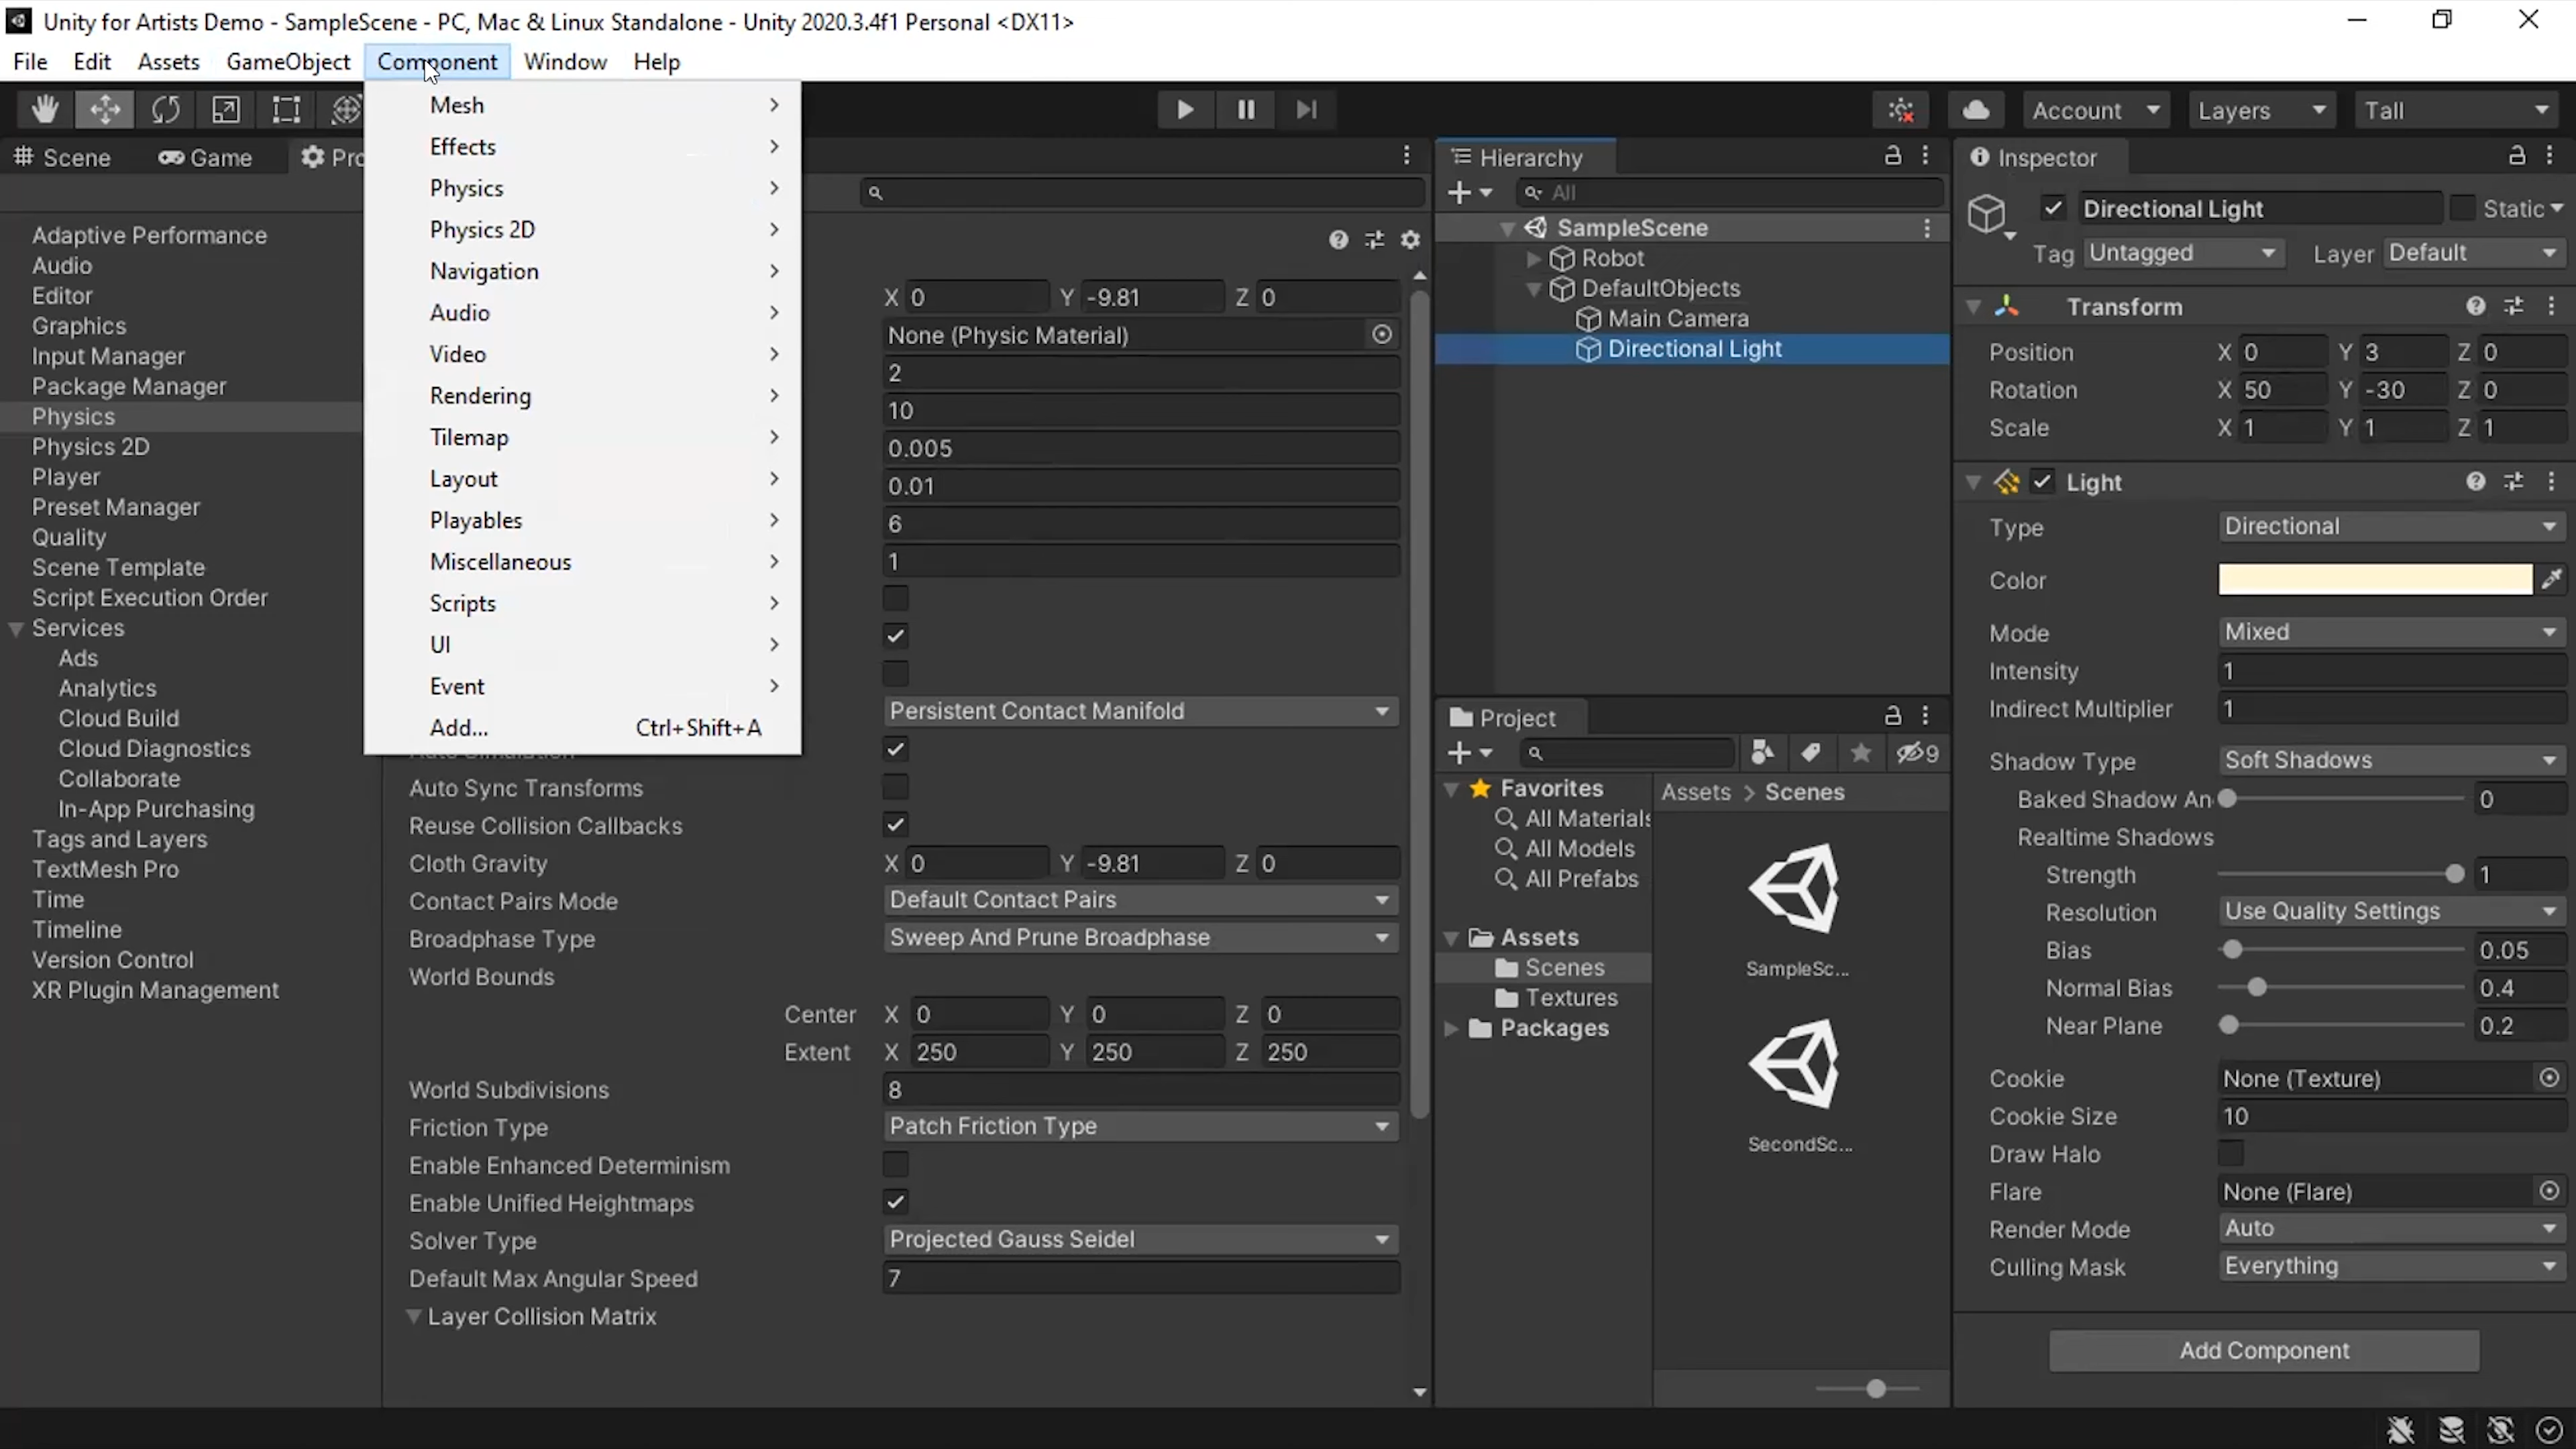 Unity for Artists Demo - SampleScene - PC, Mac & Linux Standalone - Unity 2020.3.4f1 Personal <DX11>
File Edit Assets GameObject Component Window Help
Account Layers Tall
Scene Game Pro
Mesh
Effects
Physics
Physics 2D
Navigation
Audio
Video
Rendering
Tilemap
Layout
Playables
Miscellaneous
Scripts
UI
Event
Add... Ctrl+Shift+A
Adaptive Performance
Audio
Editor
Graphics
Input Manager
Package Manager
Physics
Physics 2D
Player
Preset Manager
Quality
Scene Template
Script Execution Order
Services
Ads
Analytics
Cloud Build
Cloud Diagnostics
Collaborate
In-App Purchasing
Tags and Layers
TextMesh Pro
Time
Timeline
Version Control
XR Plugin Management
X 0 Y -9.81 Z 0
None (Physic Material)
2
10
0.005
0.01
6
1
Persistent Contact Manifold
Auto Sync Transforms
Reuse Collision Callbacks
Cloth Gravity X 0 Y -9.81 Z 0
Contact Pairs Mode Default Contact Pairs
Broadphase Type Sweep And Prune Broadphase
World Bounds
Center X 0 Y 0 Z 0
Extent X 250 Y 250 Z 250
World Subdivisions 8
Friction Type Patch Friction Type
Enable Enhanced Determinism
Enable Unified Heightmaps
Solver Type Projected Gauss Seidel
Default Max Angular Speed 7
Layer Collision Matrix
Hierarchy
All
SampleScene
Robot
DefaultObjects
Main Camera
Directional Light
Project
9
Favorites
All Materials
All Models
All Prefabs
Assets
Scenes
Textures
Packages
Assets > Scenes
SampleSc...
SecondSc...
Inspector
Directional Light Static
Tag Untagged Layer Default
Transform
Position X 0 Y 3 Z 0
Rotation X 50 Y -30 Z 0
Scale X 1 Y 1 Z 1
Light
Type Directional
Color
Mode Mixed
Intensity 1
Indirect Multiplier 1
Shadow Type Soft Shadows
Baked Shadow An 0
Realtime Shadows
Strength 1
Resolution Use Quality Settings
Bias 0.05
Normal Bias 0.4
Near Plane 0.2
Cookie None (Texture)
Cookie Size 10
Draw Halo
Flare None (Flare)
Render Mode Auto
Culling Mask Everything
Add Component